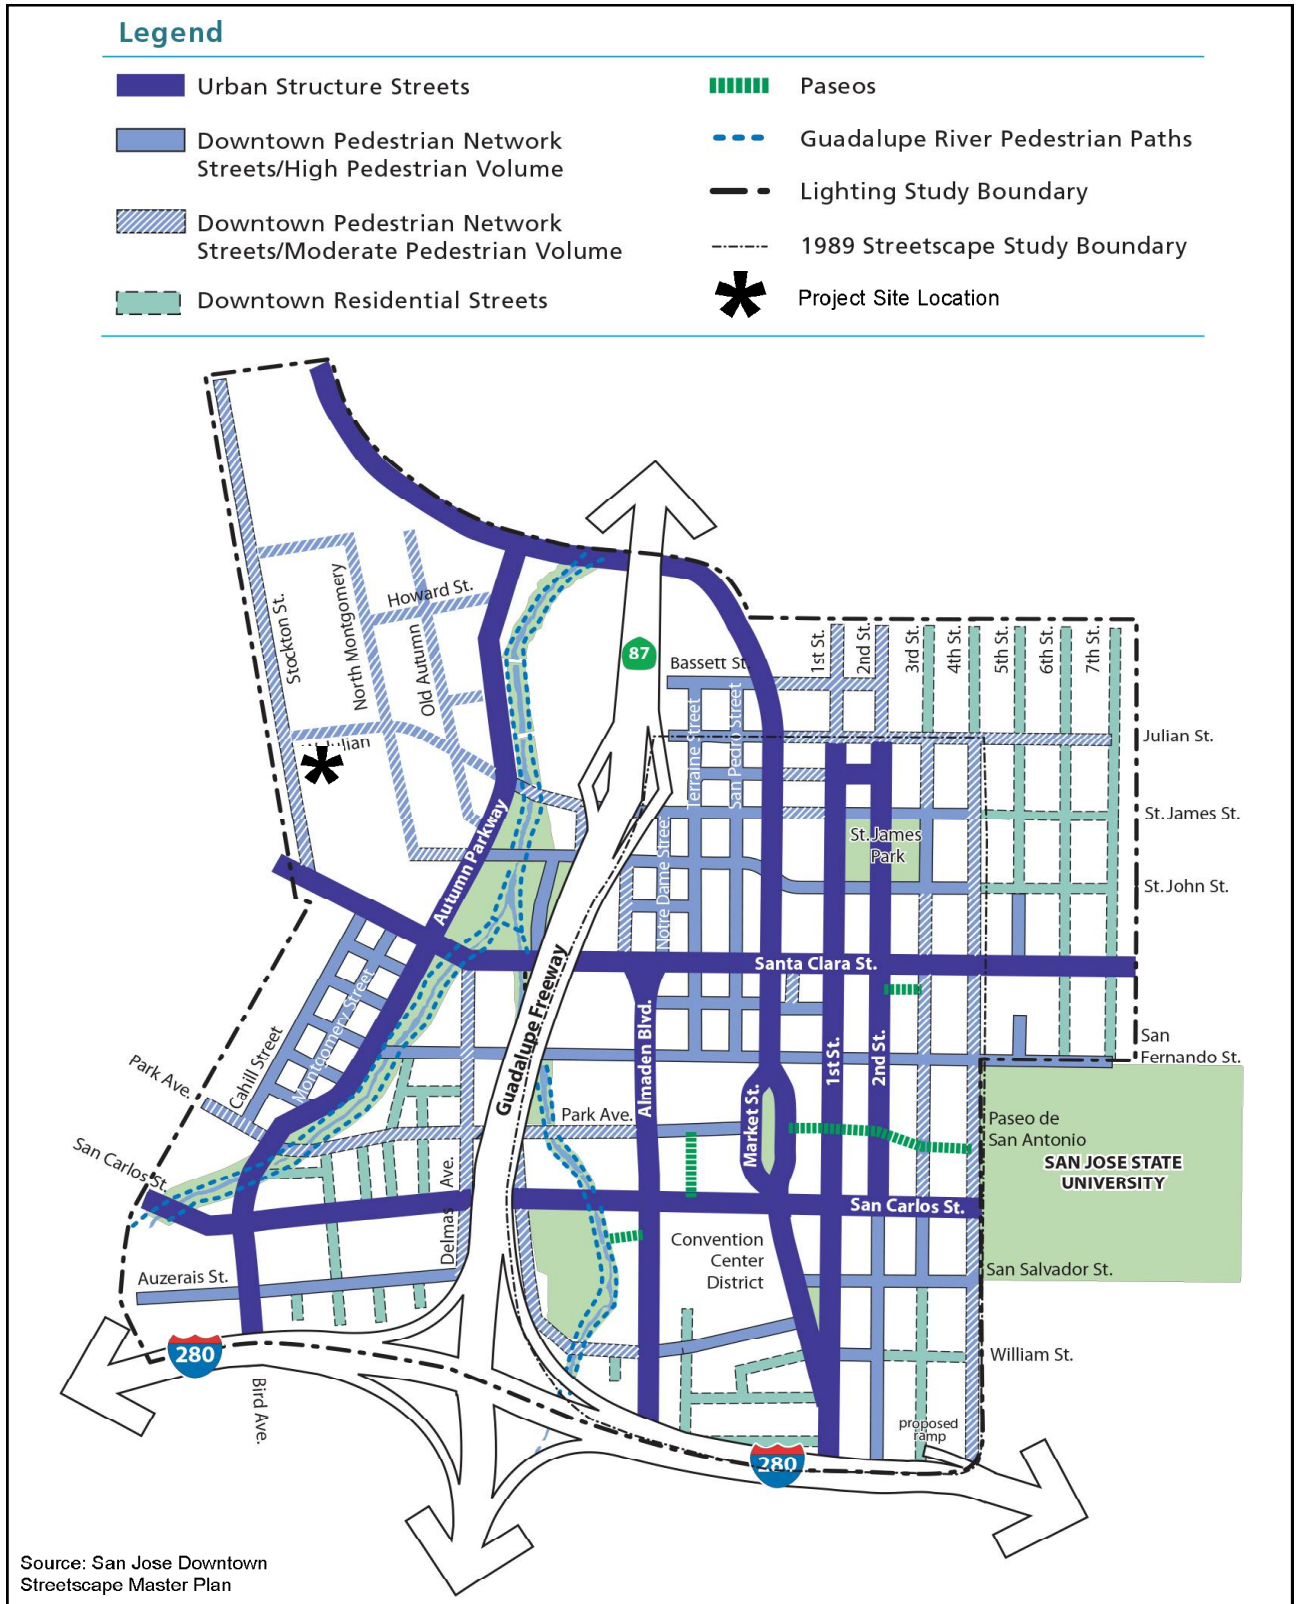 Legend
Urban Structure Streets
Downtown Pedestrian Network
Streets/High Pedestrian Volume
Downtown Pedestrian Network
Streets/Moderate Pedestrian Volume
Downtown Residential Streets
Paseos
Guadalupe River Pedestrian Paths
Lighting Study Boundary
1989 Streetscape Study Boundary
Project Site Location
Stockton St.
North Montgomery
Howard St.
Old Autumn
87
Bassett St.
1st St.
2nd St.
3rd St.
4th St.
5th St.
6th St.
7th St.
Julian
Julian St.
Terraine Street
San Pedro Street
St. James St.
St. James
Park
Autumn Parkway
Notre Dame Street
St. John St.
Santa Clara St.
Guadalupe Freeway
Almaden Blvd.
Market St.
1st St.
2nd St.
San
Fernando St.
Cahill Street
Montgomery Street
Park Ave.
Park Ave.
Paseo de
San Antonio
SAN JOSE STATE
UNIVERSITY
San Carlos St.
San Carlos St.
Delmas Ave.
Convention
Center
District
Auzerais St.
San Salvador St.
280
Bird Ave.
William St.
proposed
ramp
280
Source: San Jose Downtown
Streetscape Master Plan